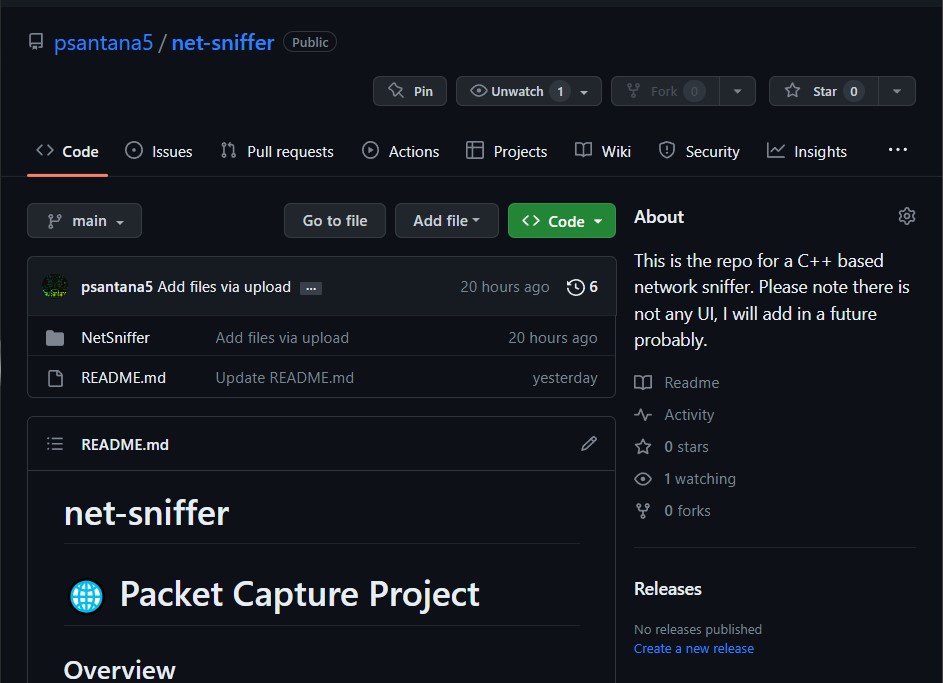 psantana5 / net-sniffer Public
Pin Unwatch 1 Fork 0 Star 0
Code Issues Pull requests Actions Projects Wiki Security Insights ...
main Go to file Add file Code
psantana5 Add files via upload ... 20 hours ago 6
NetSniffer Add files via upload 20 hours ago
README.md Update README.md yesterday
README.md
net-sniffer
Packet Capture Project
Overview
About
This is the repo for a C++ based
network sniffer. Please note there is
not any UI, I will add in a future
probably.
Readme
Activity
0 stars
1 watching
0 forks
Releases
No releases published
Create a new release